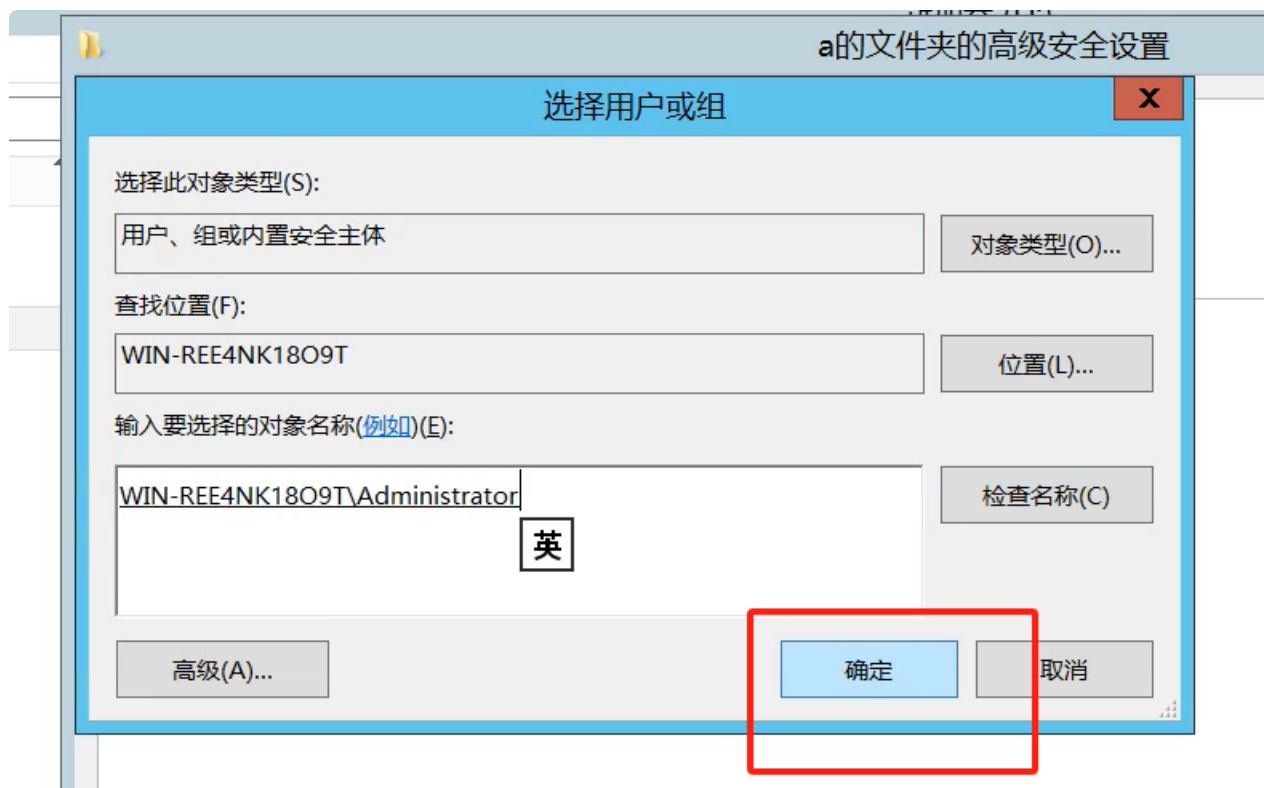 a的文件夹的高级安全设置
选择用户或组
选择此对象类型(S):
用户、组或内置安全主体
对象类型(O)...
查找位置(F):
WIN-REE4NK18O9T
位置(L)...
输入要选择的对象名称(例如)(E):
WIN-REE4NK18O9T\Administrator
检查名称(C)
英
高级(A)...
确定
取消